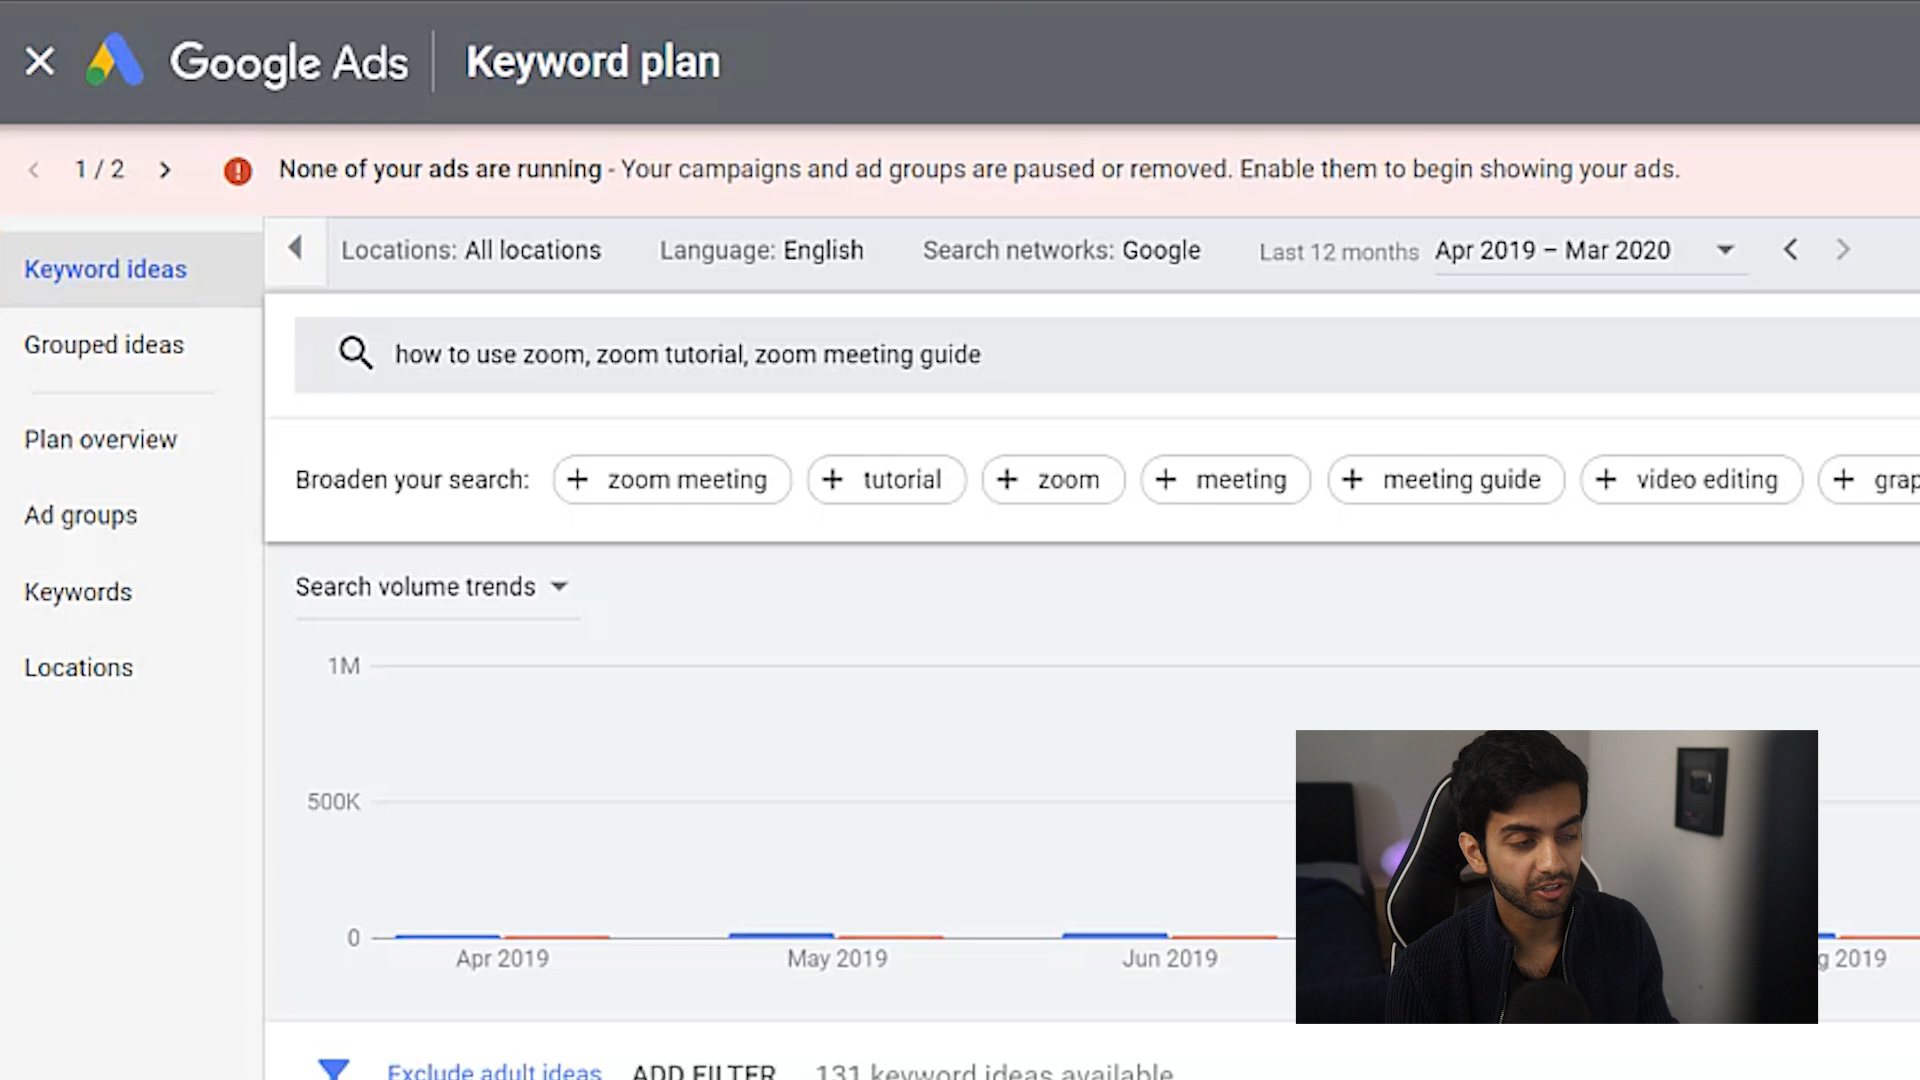 Google Ads Keyword plan
1 / 2 None of your ads are running - Your campaigns and ad groups are paused or removed. Enable them to begin showing your ads.
Locations: All locations Language: English Search networks: Google Last 12 months Apr 2019 – Mar 2020
Keyword ideas
Grouped ideas
Plan overview
Ad groups
Keywords
Locations
how to use zoom, zoom tutorial, zoom meeting guide
Broaden your search: + zoom meeting + tutorial + zoom + meeting + meeting guide + video editing + grap
Search volume trends
1M
500K
0
Apr 2019 May 2019 Jun 2019 g 2019
Exclude adult ideas ADD FILTER 131 keyword ideas available